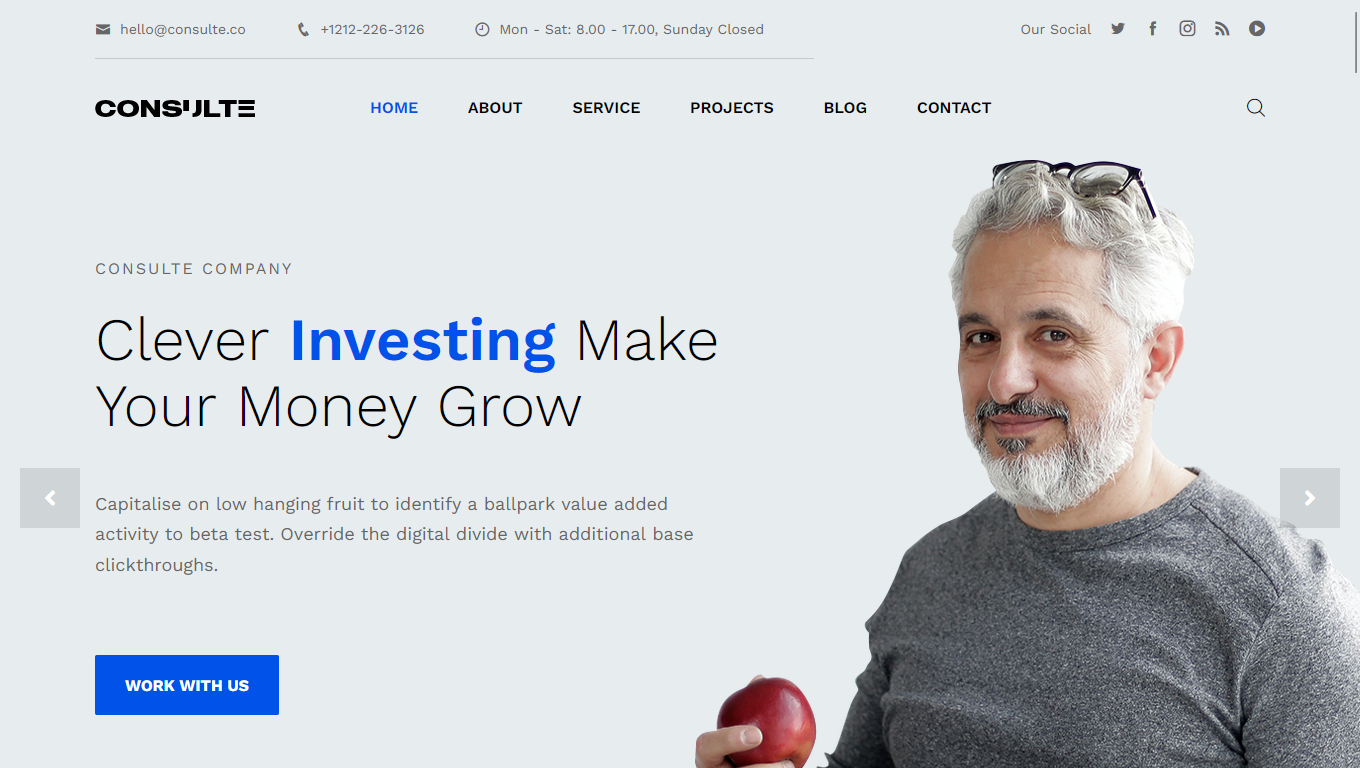 hello@consulte.co
+1212-226-3126
Mon - Sat: 8.00 - 17.00, Sunday Closed
Our Social
CONSULTE
HOME
ABOUT
SERVICE
PROJECTS
BLOG
CONTACT
CONSULTE COMPANY
Clever Investing Make
Your Money Grow
Capitalise on low hanging fruit to identify a ballpark value added
activity to beta test. Override the digital divide with additional base
clickthroughs.
WORK WITH US